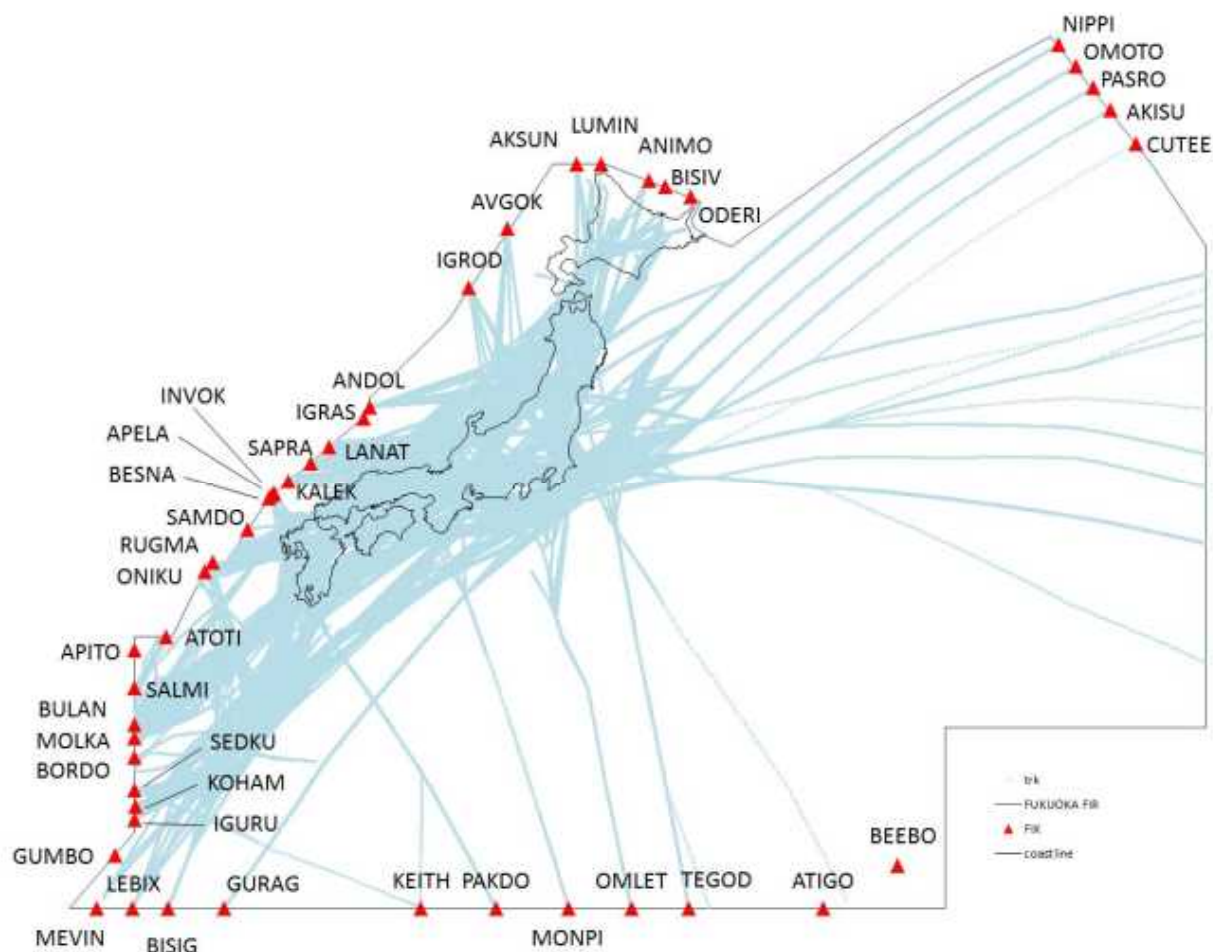 NIPPI
OMOTO
PASRO
AKISU
CUTEE
AKSUN
LUMIN
ANIMO
BISIV
ODERI
AVGOK
IGROD
ANDOL
INVOK
IGRAS
APELA
SAPRA
LANAT
BESNA
KALEK
SAMDO
RUGMA
ONIKU
ATOTI
APITO
SALMI
BULAN
MOLKA
SEDKU
BORDO
KOHAM
IGURU
GUMBO
LEBIX
GURAG
KEITH
PAKDO
OMLET
TEGOD
ATIGO
BEEBO
MEVIN
BISIG
MONPI
trk
FUKUOKA FIR
FIX
coastline